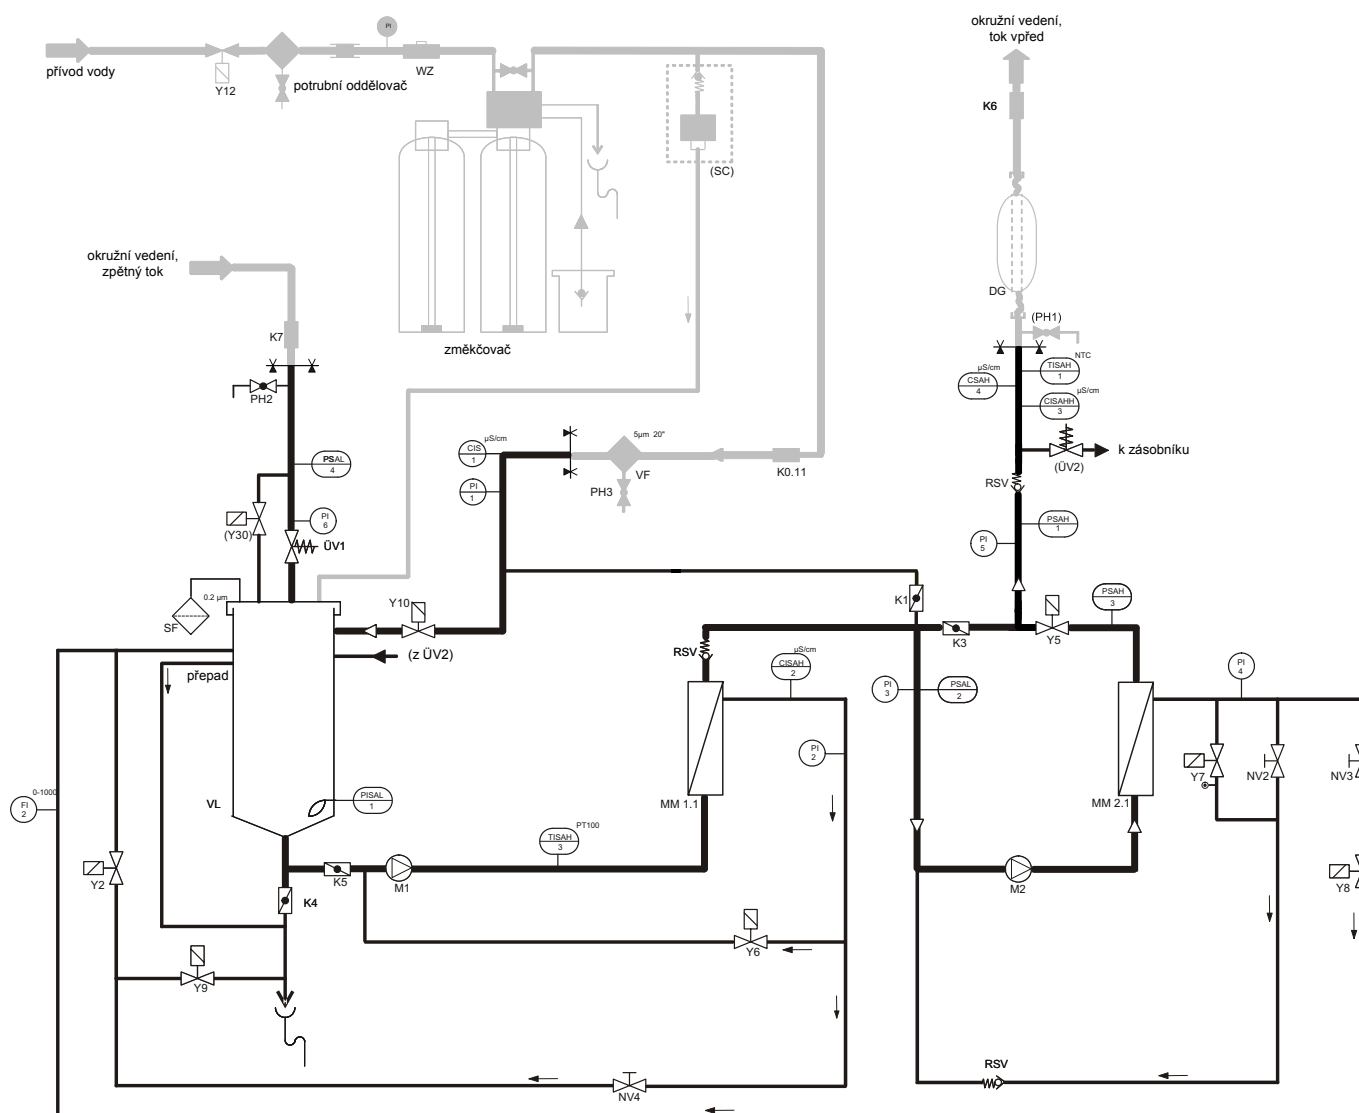 okružní vedení,
tok vpřed
PI
přívod vody
Y12
potrubní oddělovač
WZ
K6
(SC)
okružní vedení,
zpětný tok
DG
K7
změkčovač
(PH1)
NTC
TISAH
1
µS/cm
CSAH
4
PH2
µS/cm
CISAHH
3
PSAL
4
µS/cm
CIS
1
5µm 20"
VF
K0.11
k zásobníku
(ÜV2)
RSV
PI
1
PH3
PI
6
(Y30)
ÜV1
PSAH
1
PI
5
0.2 µm
SF
Y10
K1
PSAH
3
(z ÜV2)
RSV
K3
Y5
přepad
µS/cm
CISAH
2
PI
3
PSAL
2
PI
4
PI
2
Y7
NV2
NV3
0-1000
FI
2
VL
PISAL
1
MM 1.1
MM 2.1
PT100
TISAH
3
Y2
K5
M1
M2
Y8
K4
Y6
Y9
RSV
NV4